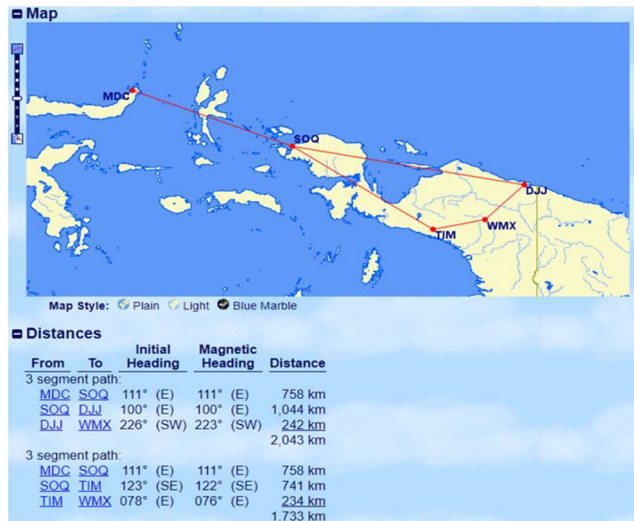 Map
MDC
SOQ
DJJ
WMX
TIM
Map Style: Plain Light Blue Marble
Distances
Initial Magnetic
From To Heading Heading Distance
3 segment path:
MDC SOQ 111° (E) 111° (E) 758 km
SOQ DJJ 100° (E) 100° (E) 1,044 km
DJJ WMX 226° (SW) 223° (SW) 242 km
2,043 km
3 segment path:
MDC SOQ 111° (E) 111° (E) 758 km
SOQ TIM 123° (SE) 122° (SE) 741 km
TIM WMX 078° (E) 076° (E) 234 km
1,733 km